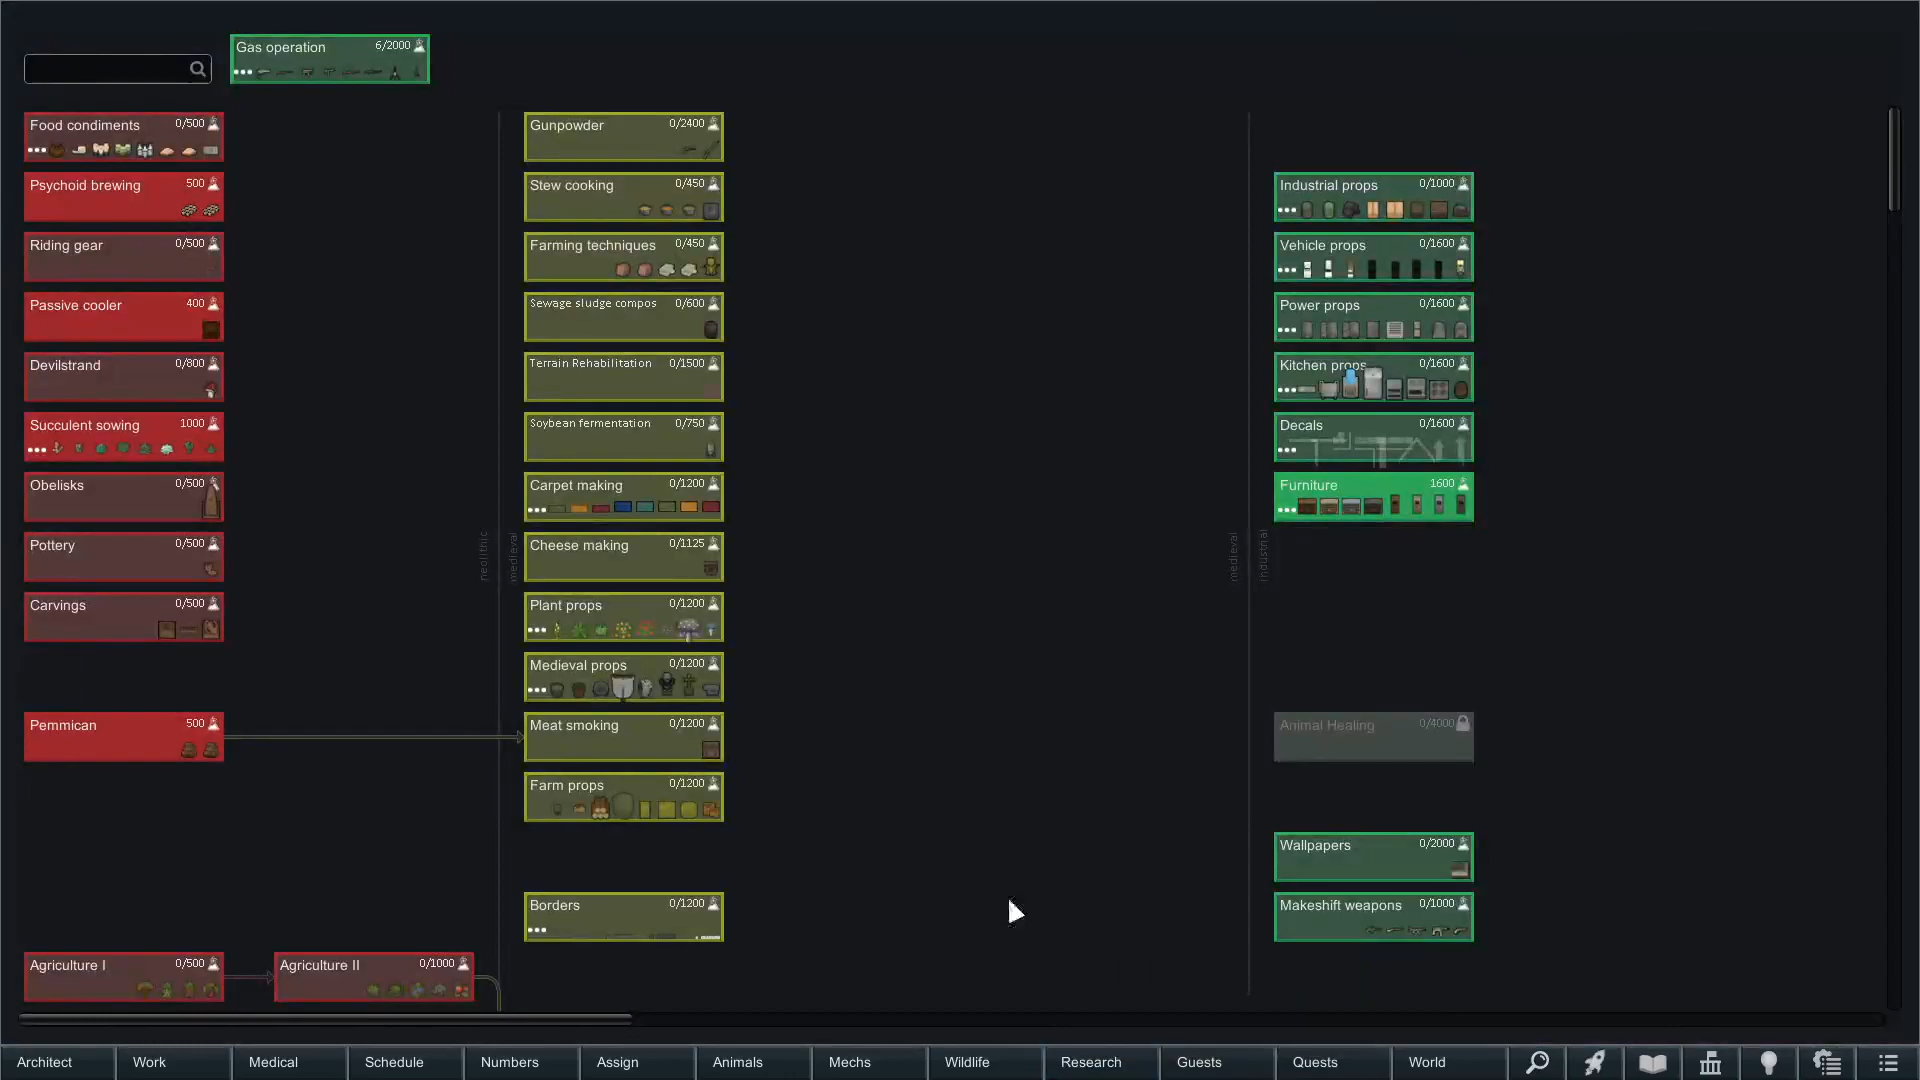 Gas operation 6/2000
Food condiments 0/500
Psychoid brewing 500
Riding gear 0/500
Passive cooler 400
Devilstrand 0/800
Succulent sowing 1000
Obelisks 0/500
Pottery 0/500
Carvings 0/500
Pemmican 500
Agriculture I 0/500
Agriculture II 0/1000
neolithic
medieval
Gunpowder 0/2400
Stew cooking 0/450
Farming techniques 0/450
Sewage sludge compos 0/600
Terrain Rehabilitation 0/1500
Soybean fermentation 0/750
Carpet making 0/1200
Cheese making 0/1125
Plant props 0/1200
Medieval props 0/1200
Meat smoking 0/1200
Farm props 0/1200
Borders 0/1200
medieval
industrial
Industrial props 0/1000
Vehicle props 0/1600
Power props 0/1600
Kitchen props 0/1600
Decals 0/1600
Furniture 1600
Animal Healing 0/4000
Wallpapers 0/2000
Makeshift weapons 0/1000
Architect Work Medical Schedule Numbers Assign Animals Mechs Wildlife Research Guests Quests World